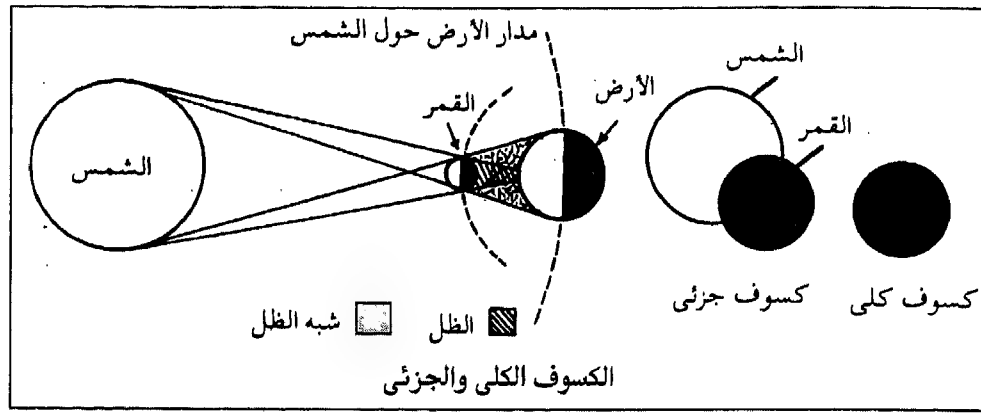 مدار الأرض حول الشمس
الشمس
الأرض
القمر
القمر
الشمس
كسوف كلى
كسوف جزئى
الظل
شبه الظل
الكسوف الكلى والجزئى